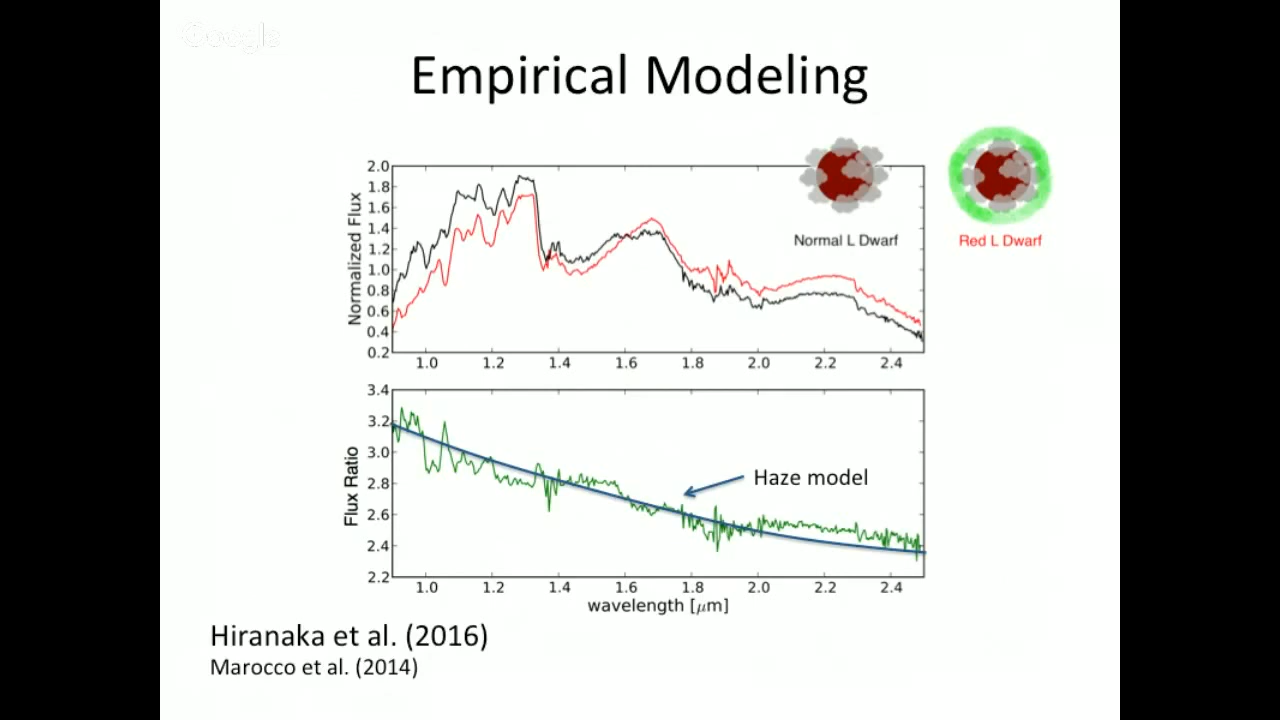 Google
Empirical Modeling
Normalized Flux
2.0
1.8
1.6
1.4
1.2
1.0
0.8
0.6
0.4
0.2
Normal L Dwarf
Red L Dwarf
1.0 1.2 1.4 1.6 1.8 2.0 2.2 2.4
Flux Ratio
3.4
3.2
3.0
2.8
2.6
2.4
2.2
Haze model
1.0 1.2 1.4 1.6 1.8 2.0 2.2 2.4
wavelength [μm]
Hiranaka et al. (2016)
Marocco et al. (2014)